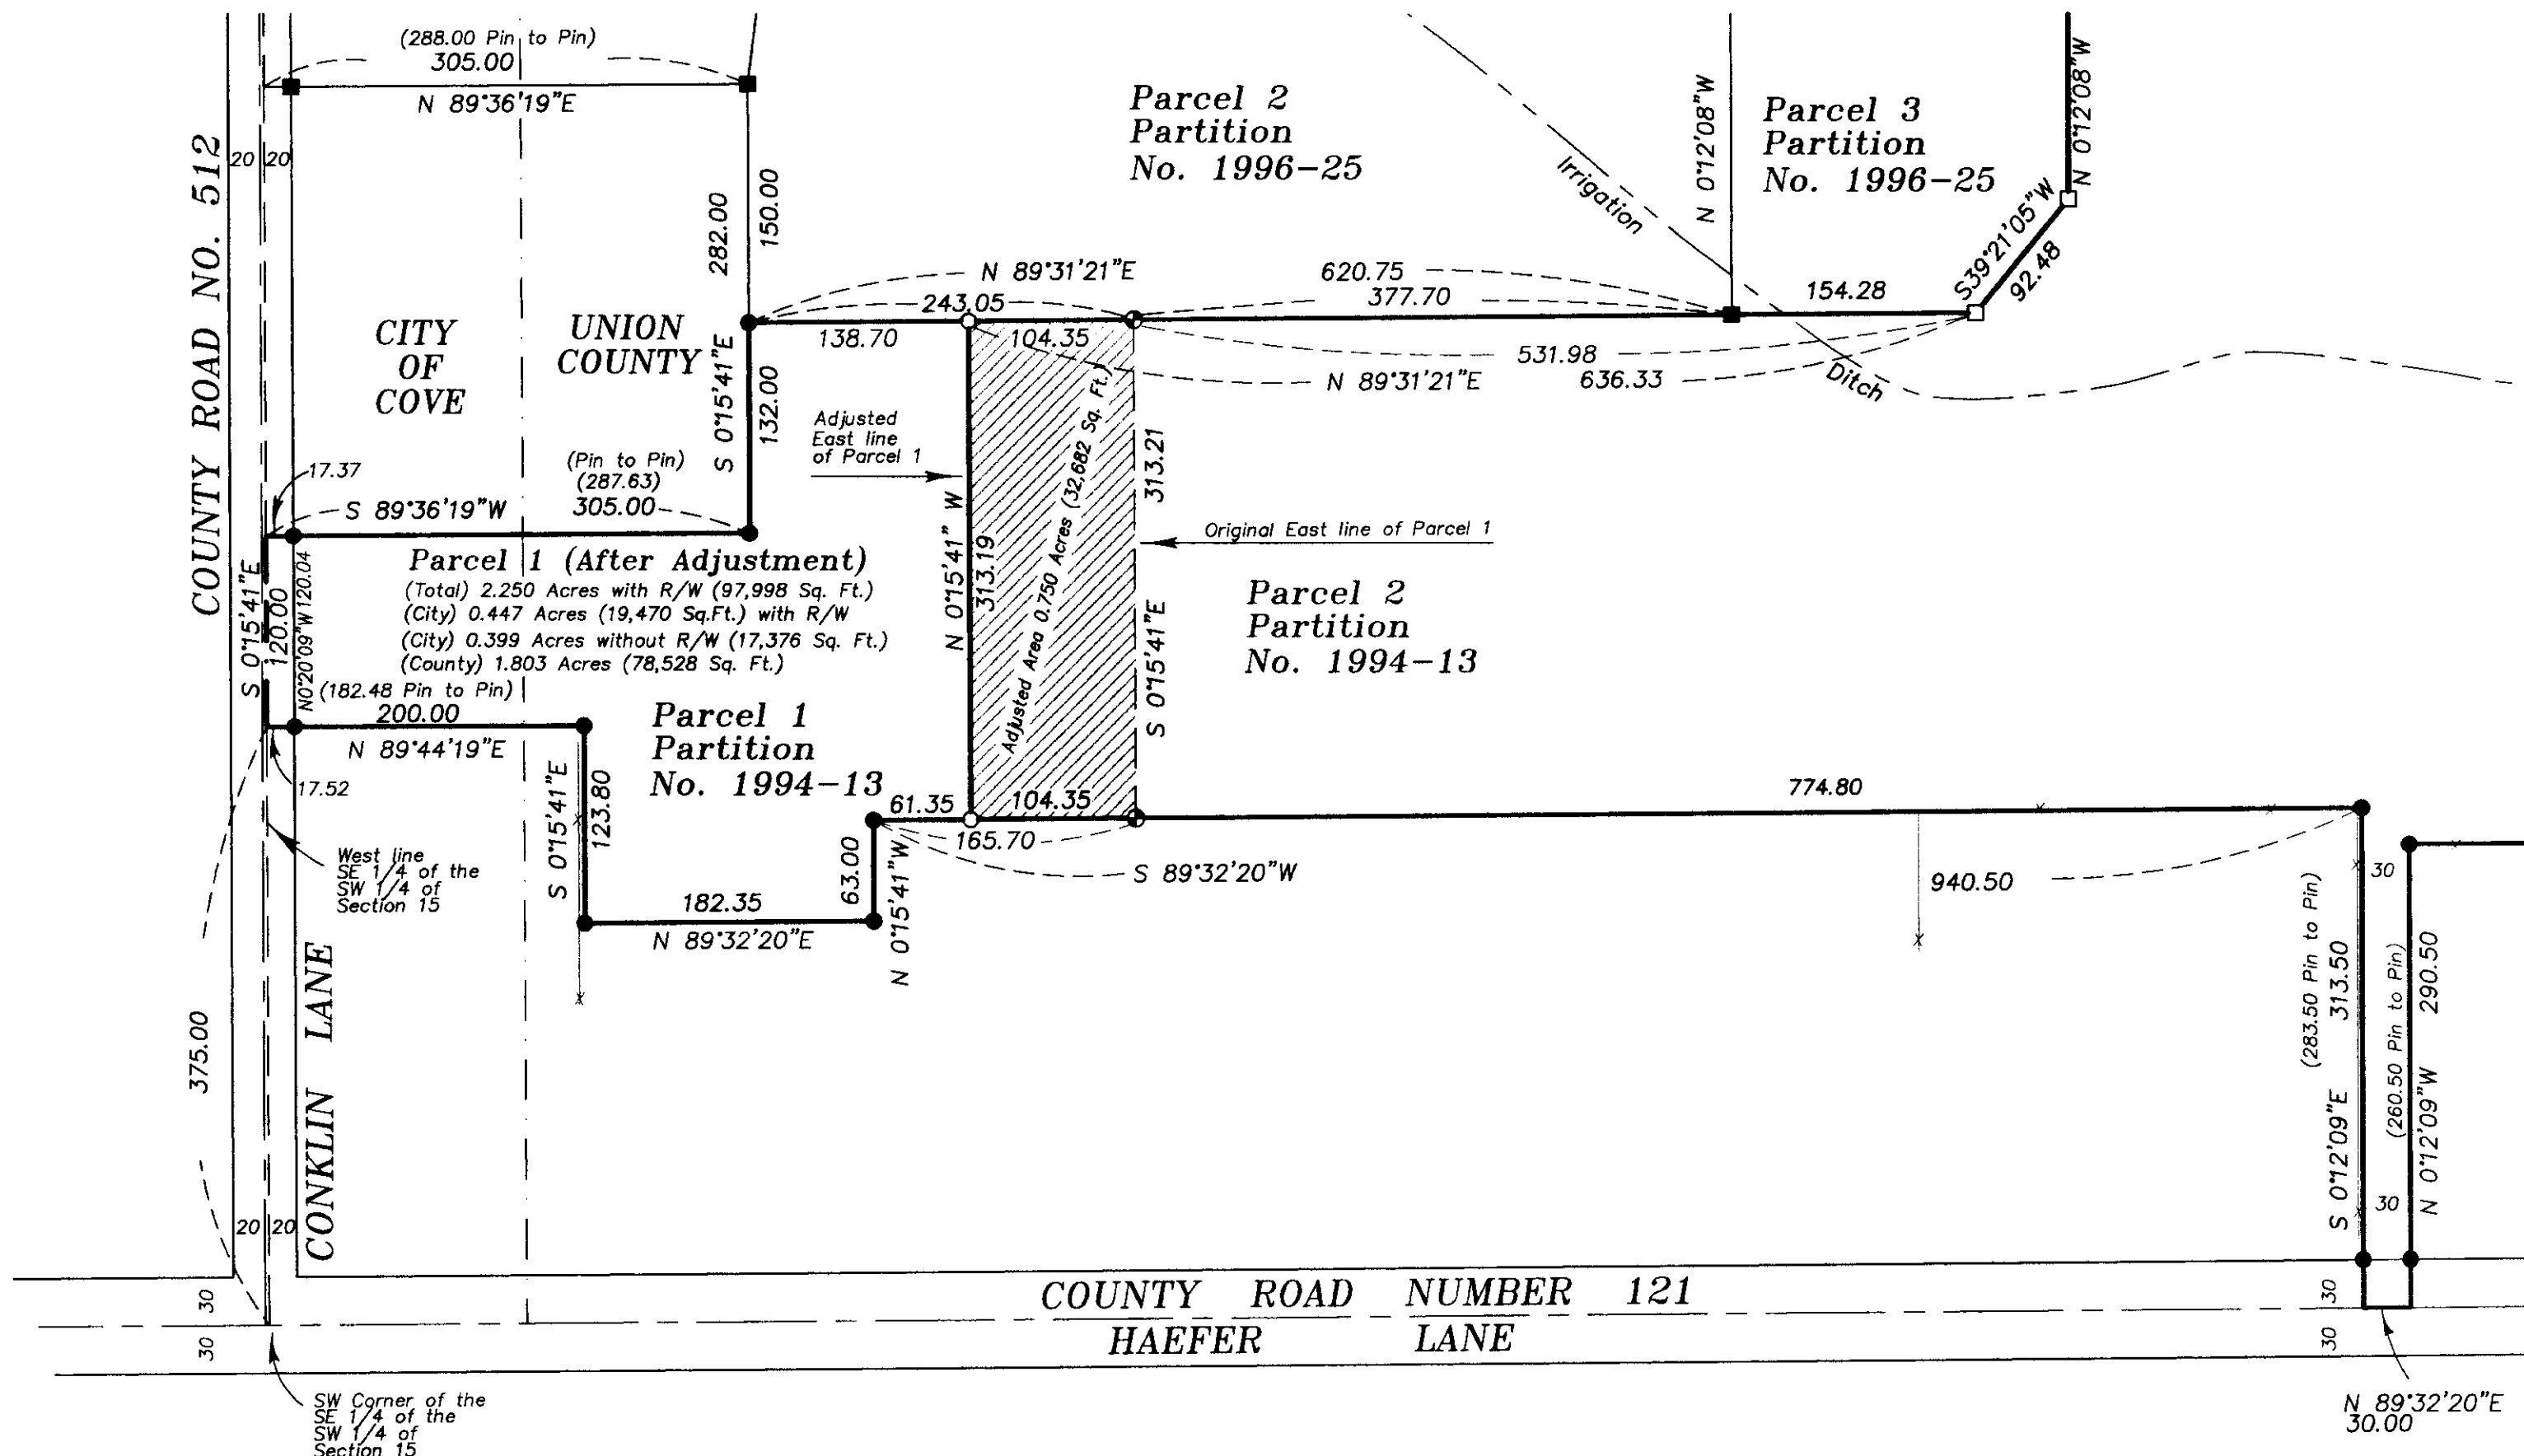 (288.00 Pin to Pin)
305.00
N 89°36'19"E
20
20
COUNTY ROAD NO. 512
CITY
OF
COVE
UNION
COUNTY
282.00
150.00
S 0°15'41"E
132.00
Parcel 2
Partition
No. 1996-25
Irrigation
Ditch
N 0°12'08"W
Parcel 3
Partition
No. 1996-25
N 0°12'08"W
S39°21'05"W
92.48
N 89°31'21"E
243.05
138.70
104.35
620.75
377.70
154.28
531.98
636.33
N 89°31'21"E
Adjusted
East line
of Parcel 1
N 0°15'41" W
313.19
Adjusted Area 0.750 Acres (32,682 Sq. Ft.)
313.21
S 0°15'41"E
Original East line of Parcel 1
Parcel 2
Partition
No. 1994-13
17.37
S 89°36'19"W
(Pin to Pin)
(287.63)
305.00
S 0°15'41"E
120.00
N0°20'09"W120.04
Parcel 1 (After Adjustment)
(Total) 2.250 Acres with R/W (97,998 Sq. Ft.)
(City) 0.447 Acres (19,470 Sq.Ft.) with R/W
(City) 0.399 Acres without R/W (17,376 Sq. Ft.)
(County) 1.803 Acres (78,528 Sq. Ft.)
(182.48 Pin to Pin)
200.00
N 89°44'19"E
17.52
Parcel 1
Partition
No. 1994-13
S 0°15'41"E
123.80
182.35
N 89°32'20"E
63.00
N 0°15'41"W
61.35
104.35
165.70
S 89°32'20"W
774.80
940.50
West line
SE 1/4 of the
SW 1/4 of
Section 15
375.00
CONKLIN LANE
20
20
(283.50 Pin to Pin)
313.50
S 0°12'09"E
30
30
(260.50 Pin to Pin)
290.50
N 0°12'09"W
30
30
COUNTY ROAD NUMBER 121
HAEFER LANE
30
30
N 89°32'20"E
30.00
SW Corner of the
SE 1/4 of the
SW 1/4 of
Section 15